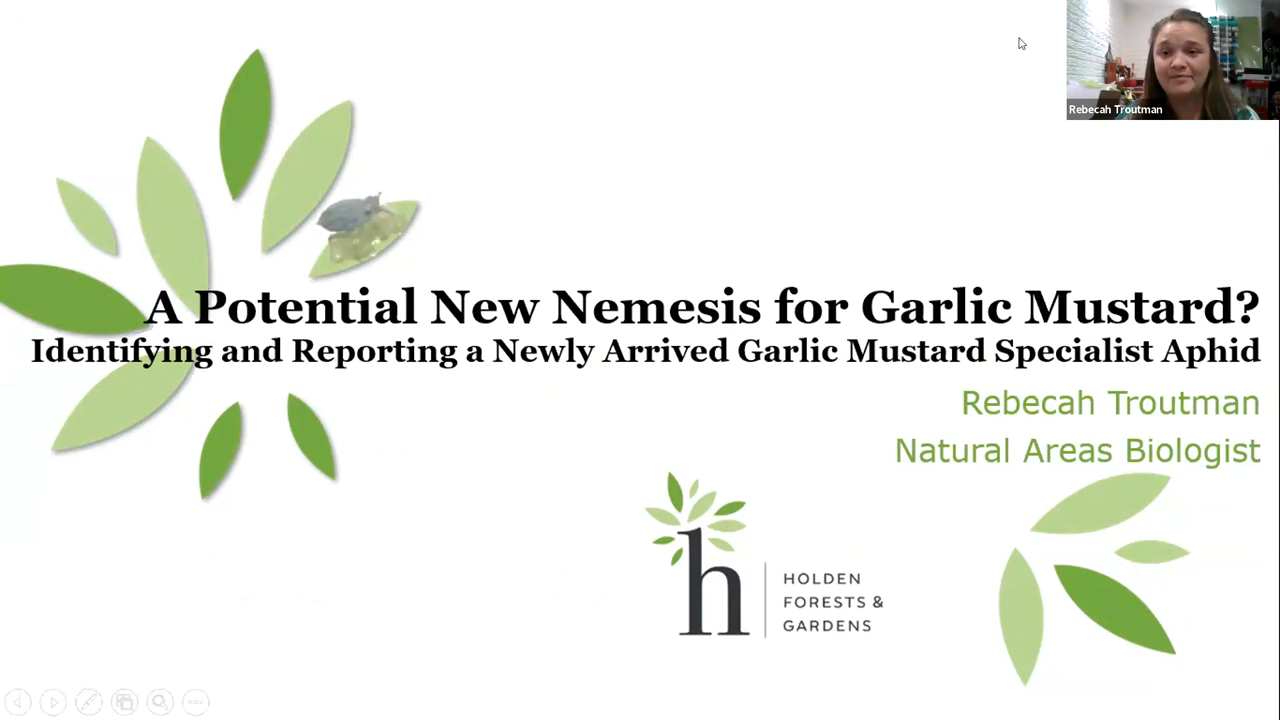 Rebecah Troutman
A Potential New Nemesis for Garlic Mustard?
Identifying and Reporting a Newly Arrived Garlic Mustard Specialist Aphid
Rebecah Troutman
Natural Areas Biologist
h
HOLDEN
FORESTS &
GARDENS